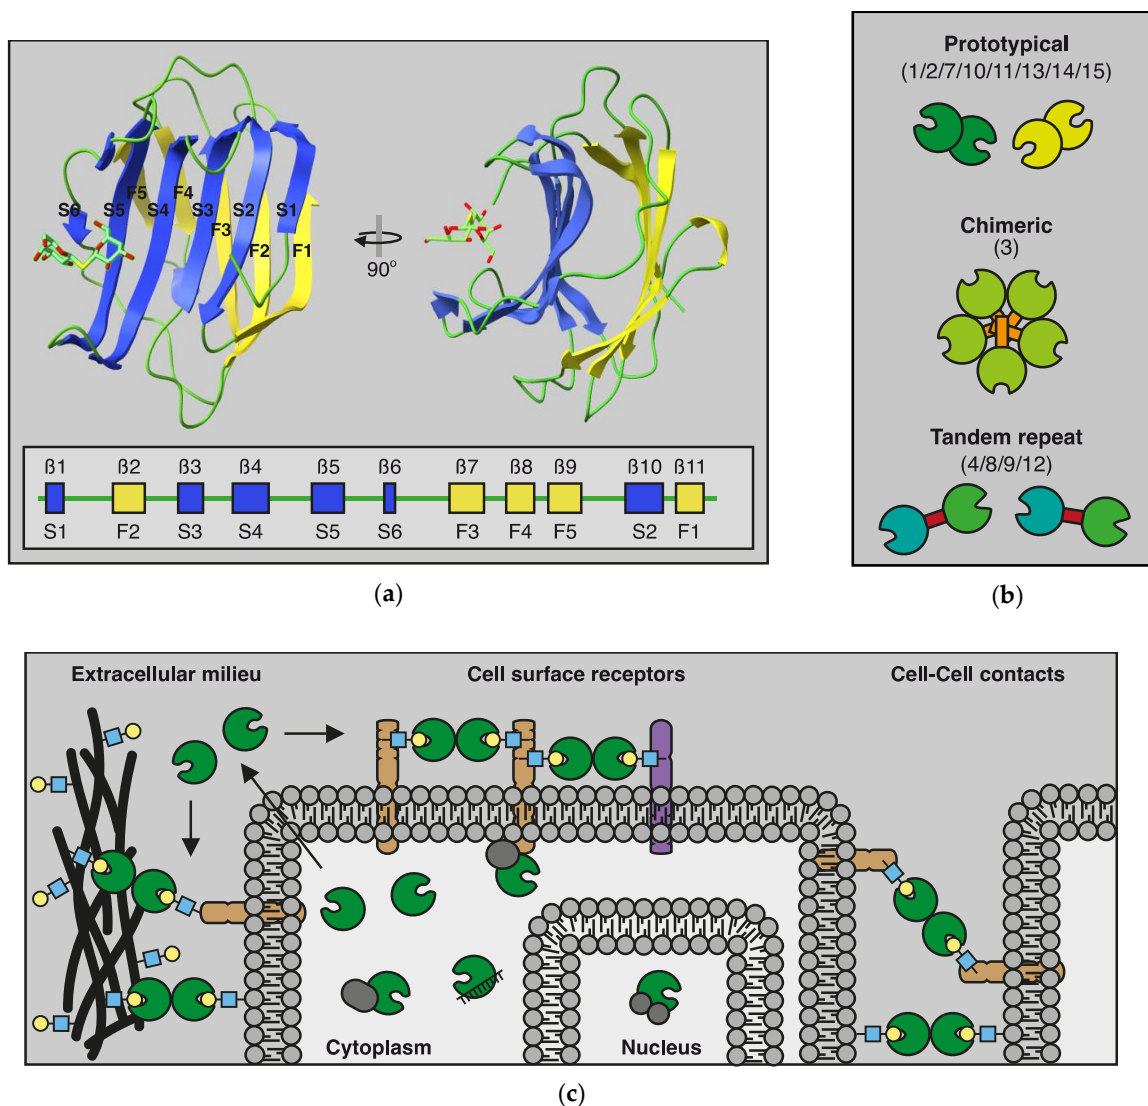 F5
F4
S6
S5
S4
S3
S2
S1
F3
F2
F1
90°
ß1 ß2 ß3 ß4 ß5 ß6 ß7 ß8 ß9 ß10 ß11
S1 F2 S3 S4 S5 S6 F3 F4 F5 S2 F1
(a)
Prototypical
(1/2/7/10/11/13/14/15)
Chimeric
(3)
Tandem repeat
(4/8/9/12)
(b)
Extracellular milieu
Cell surface receptors
Cell-Cell contacts
Cytoplasm
Nucleus
(c)